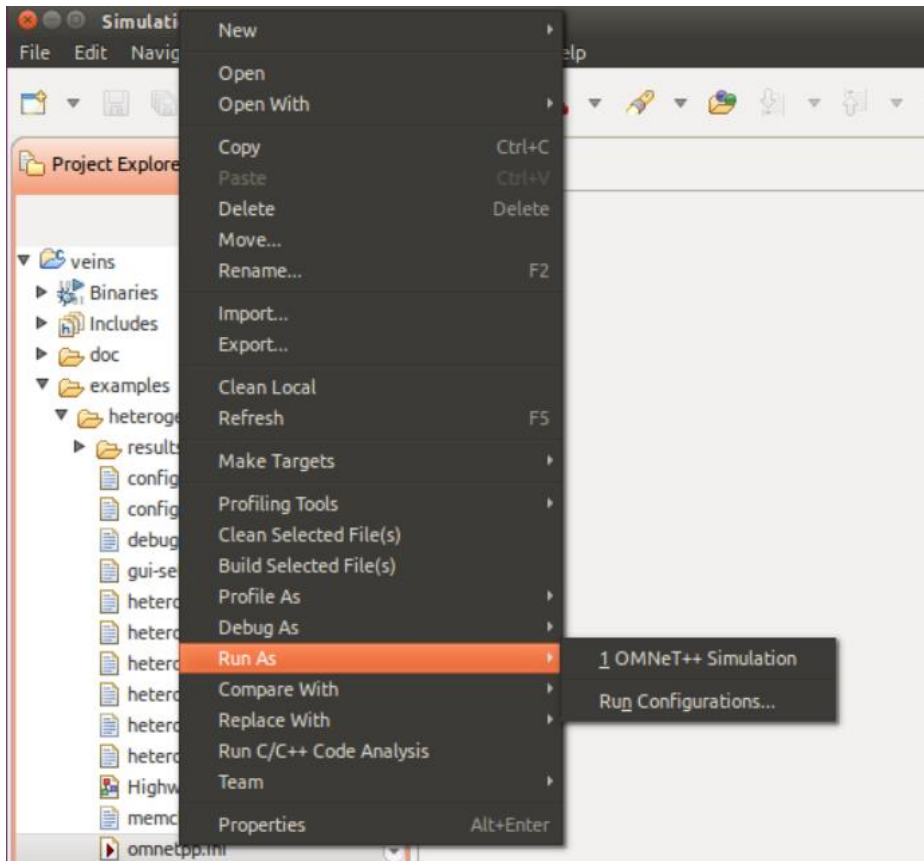 Simulati
File Edit Navig
elp
Project Explore
veins
Binaries
Includes
doc
examples
heteroge
results
config
config
debug
gui-se
hetero
hetero
hetero
hetero
hetero
hetero
Highw
memc
omnetpp.ini
New
Open
Open With
Copy Ctrl+C
Paste Ctrl+V
Delete Delete
Move...
Rename... F2
Import...
Export...
Clean Local
Refresh F5
Make Targets
Profiling Tools
Clean Selected File(s)
Build Selected File(s)
Profile As
Debug As
Run As
Compare With
Replace With
Run C/C++ Code Analysis
Team
Properties Alt+Enter
1 OMNeT++ Simulation
Run Configurations...